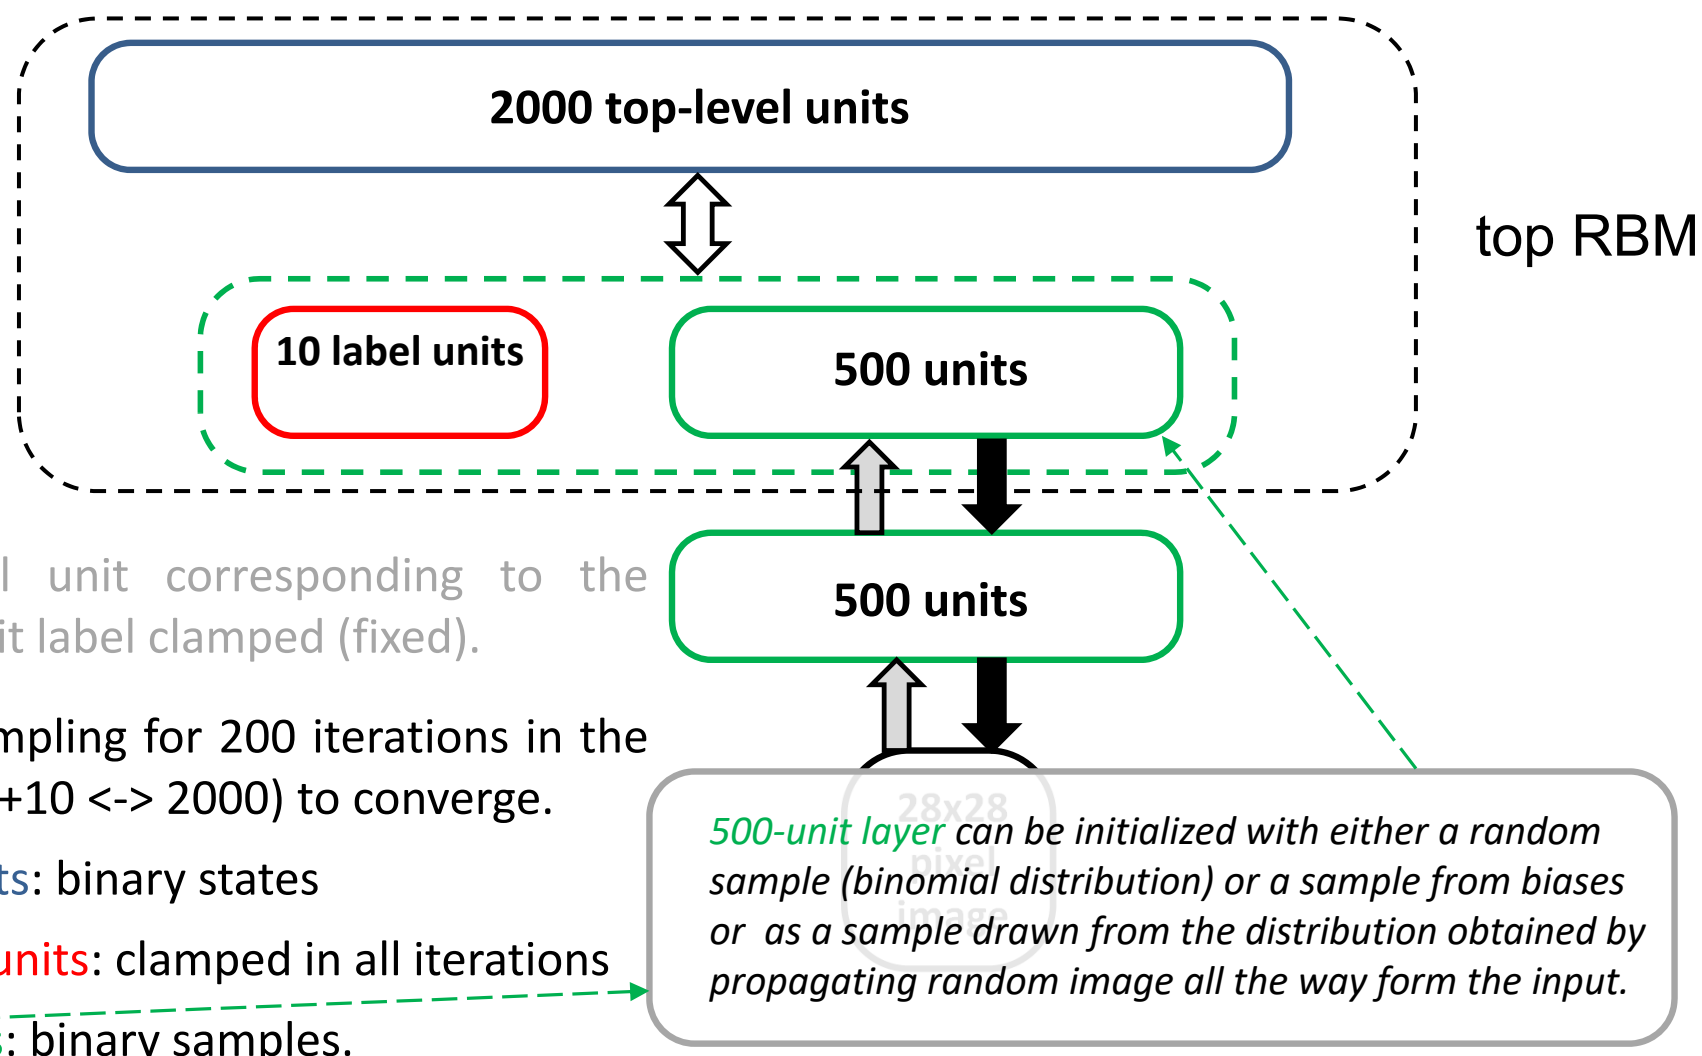 2000 top-level units
top RBM
10 label units
500 units
500 units
unit corresponding to the
label clamped (fixed).
for 200 iterations in the
+10 <-> 2000) to converge.
: binary states
units: clamped in all iterations
: binary samples.
28x28
pixel
image
500-unit layer can be initialized with either a random
sample (binomial distribution) or a sample from biases
or as a sample drawn from the distribution obtained by
propagating random image all the way form the input.